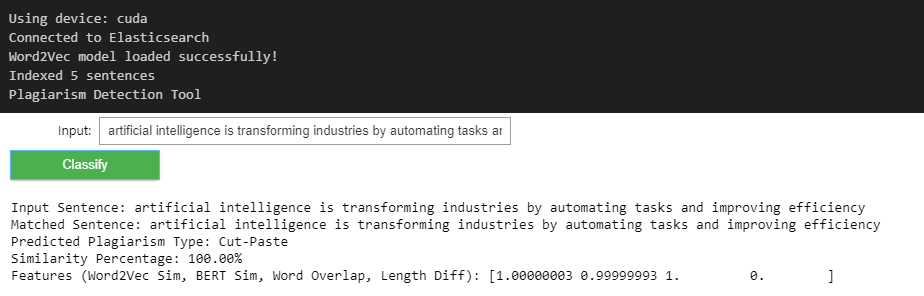 Using device: cuda
Connected to Elasticsearch
Word2Vec model loaded successfully!
Indexed 5 sentences
Plagiarism Detection Tool
Input: artificial intelligence is transforming industries by automating tasks ar
Classify
Input Sentence: artificial intelligence is transforming industries by automating tasks and improving efficiency
Matched Sentence: artificial intelligence is transforming industries by automating tasks and improving efficiency
Predicted Plagiarism Type: Cut-Paste
Similarity Percentage: 100.00%
Features (Word2Vec Sim, BERT Sim, Word Overlap, Length Diff): [1.00000003 0.99999993 1.         0.        ]